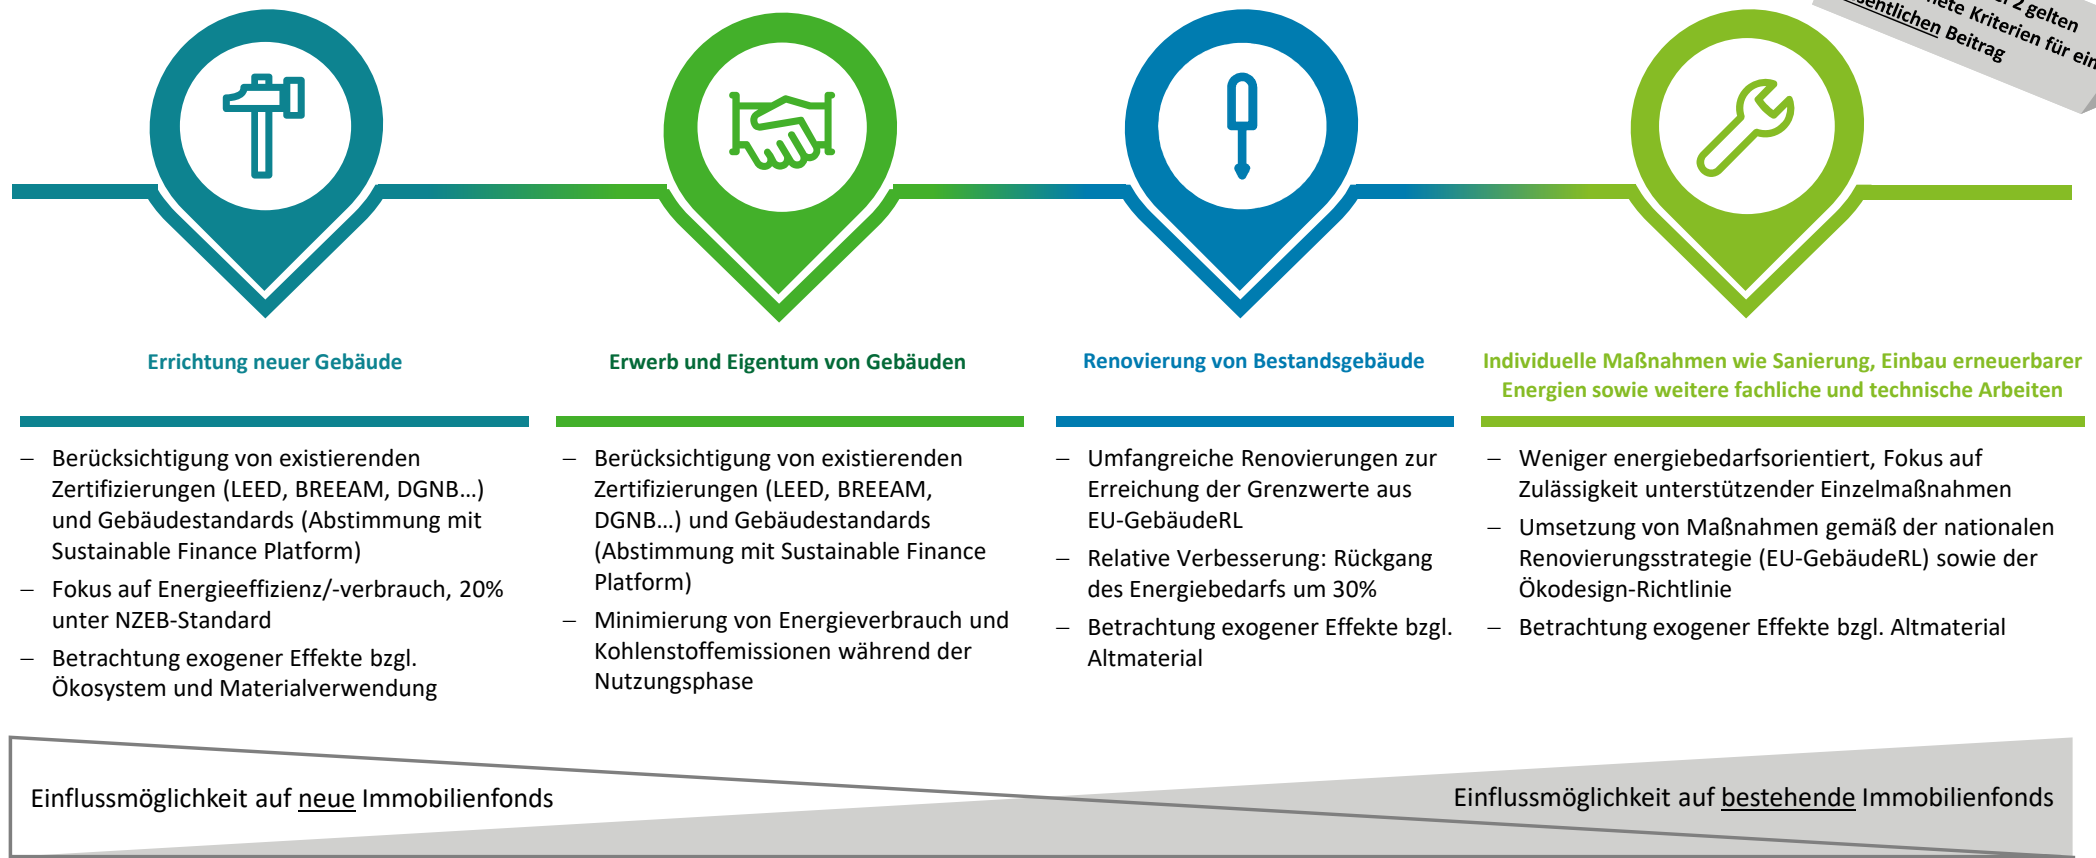 2 gelten
Kriterien für
Beitrag
Errichtung neuer Gebäude
Erwerb und Eigentum von Gebäuden
Renovierung von Bestandsgebäude
Individuelle Maßnahmen wie Sanierung, Einbau erneuerbarer
Energien sowie weitere fachliche und technische Arbeiten
– Berücksichtigung von existierenden
Zertifizierungen (LEED, BREEAM, DGNB…)
und Gebäudestandards (Abstimmung mit
Sustainable Finance Platform)
– Fokus auf Energieeffizienz/-verbrauch, 20%
unter NZEB-Standard
– Betrachtung exogener Effekte bzgl.
Ökosystem und Materialverwendung
– Berücksichtigung von existierenden
Zertifizierungen (LEED, BREEAM,
DGNB…) und Gebäudestandards
(Abstimmung mit Sustainable Finance
Platform)
– Minimierung von Energieverbrauch und
Kohlenstoffemissionen während der
Nutzungsphase
– Umfangreiche Renovierungen zur
Erreichung der Grenzwerte aus
EU-GebäudeRL
– Relative Verbesserung: Rückgang
des Energiebedarfs um 30%
– Betrachtung exogener Effekte bzgl.
Altmaterial
– Weniger energiebedarfsorientiert, Fokus auf
Zulässigkeit unterstützender Einzelmaßnahmen
– Umsetzung von Maßnahmen gemäß der nationalen
Renovierungsstrategie (EU-GebäudeRL) sowie der
Ökodesign-Richtlinie
– Betrachtung exogener Effekte bzgl. Altmaterial
Einflussmöglichkeit auf neue Immobilienfonds
Einflussmöglichkeit auf bestehende Immobilienfonds